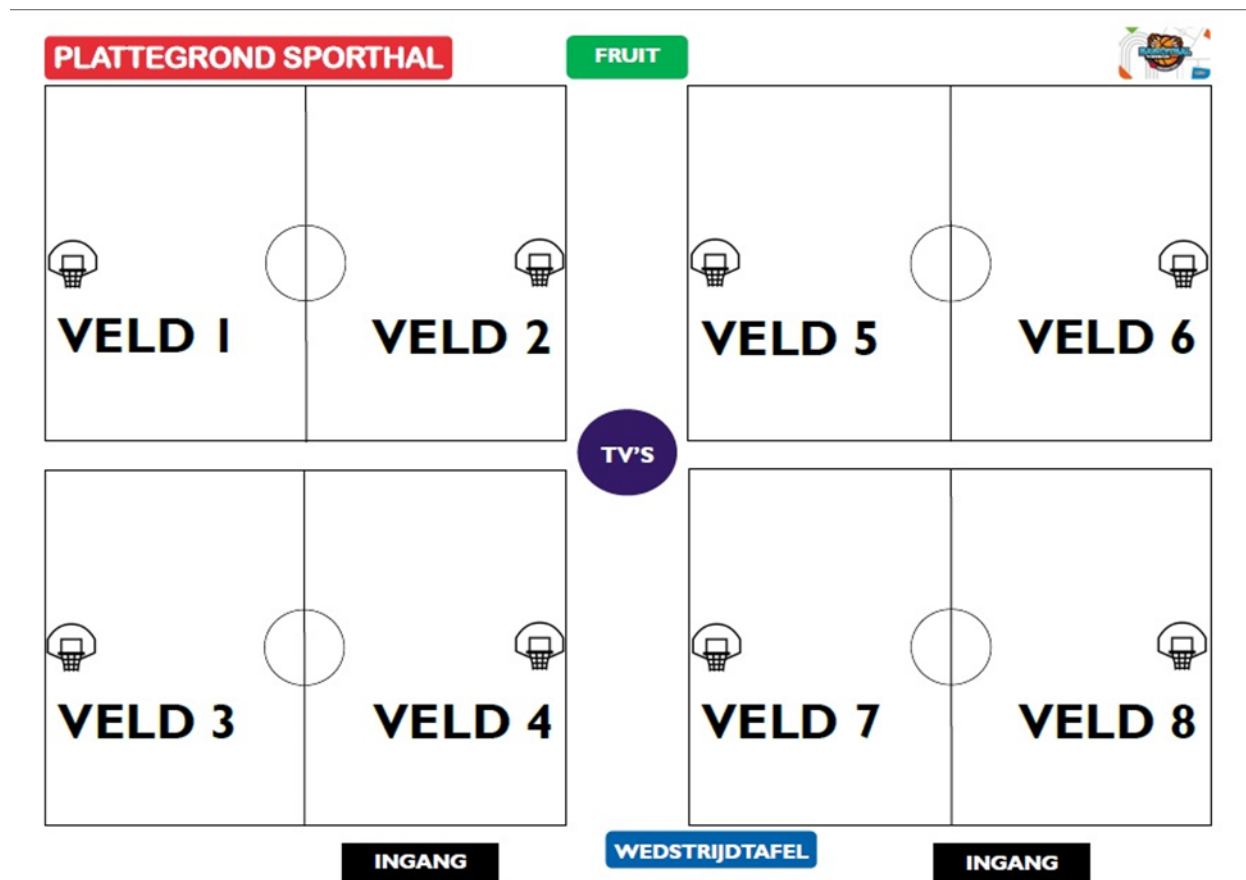 PLATTEGROND SPORTHAL
FRUIT
VELD 1
VELD 2
VELD 5
VELD 6
TV'S
VELD 3
VELD 4
VELD 7
VELD 8
INGANG
WEDSTRIJDTAFEL
INGANG